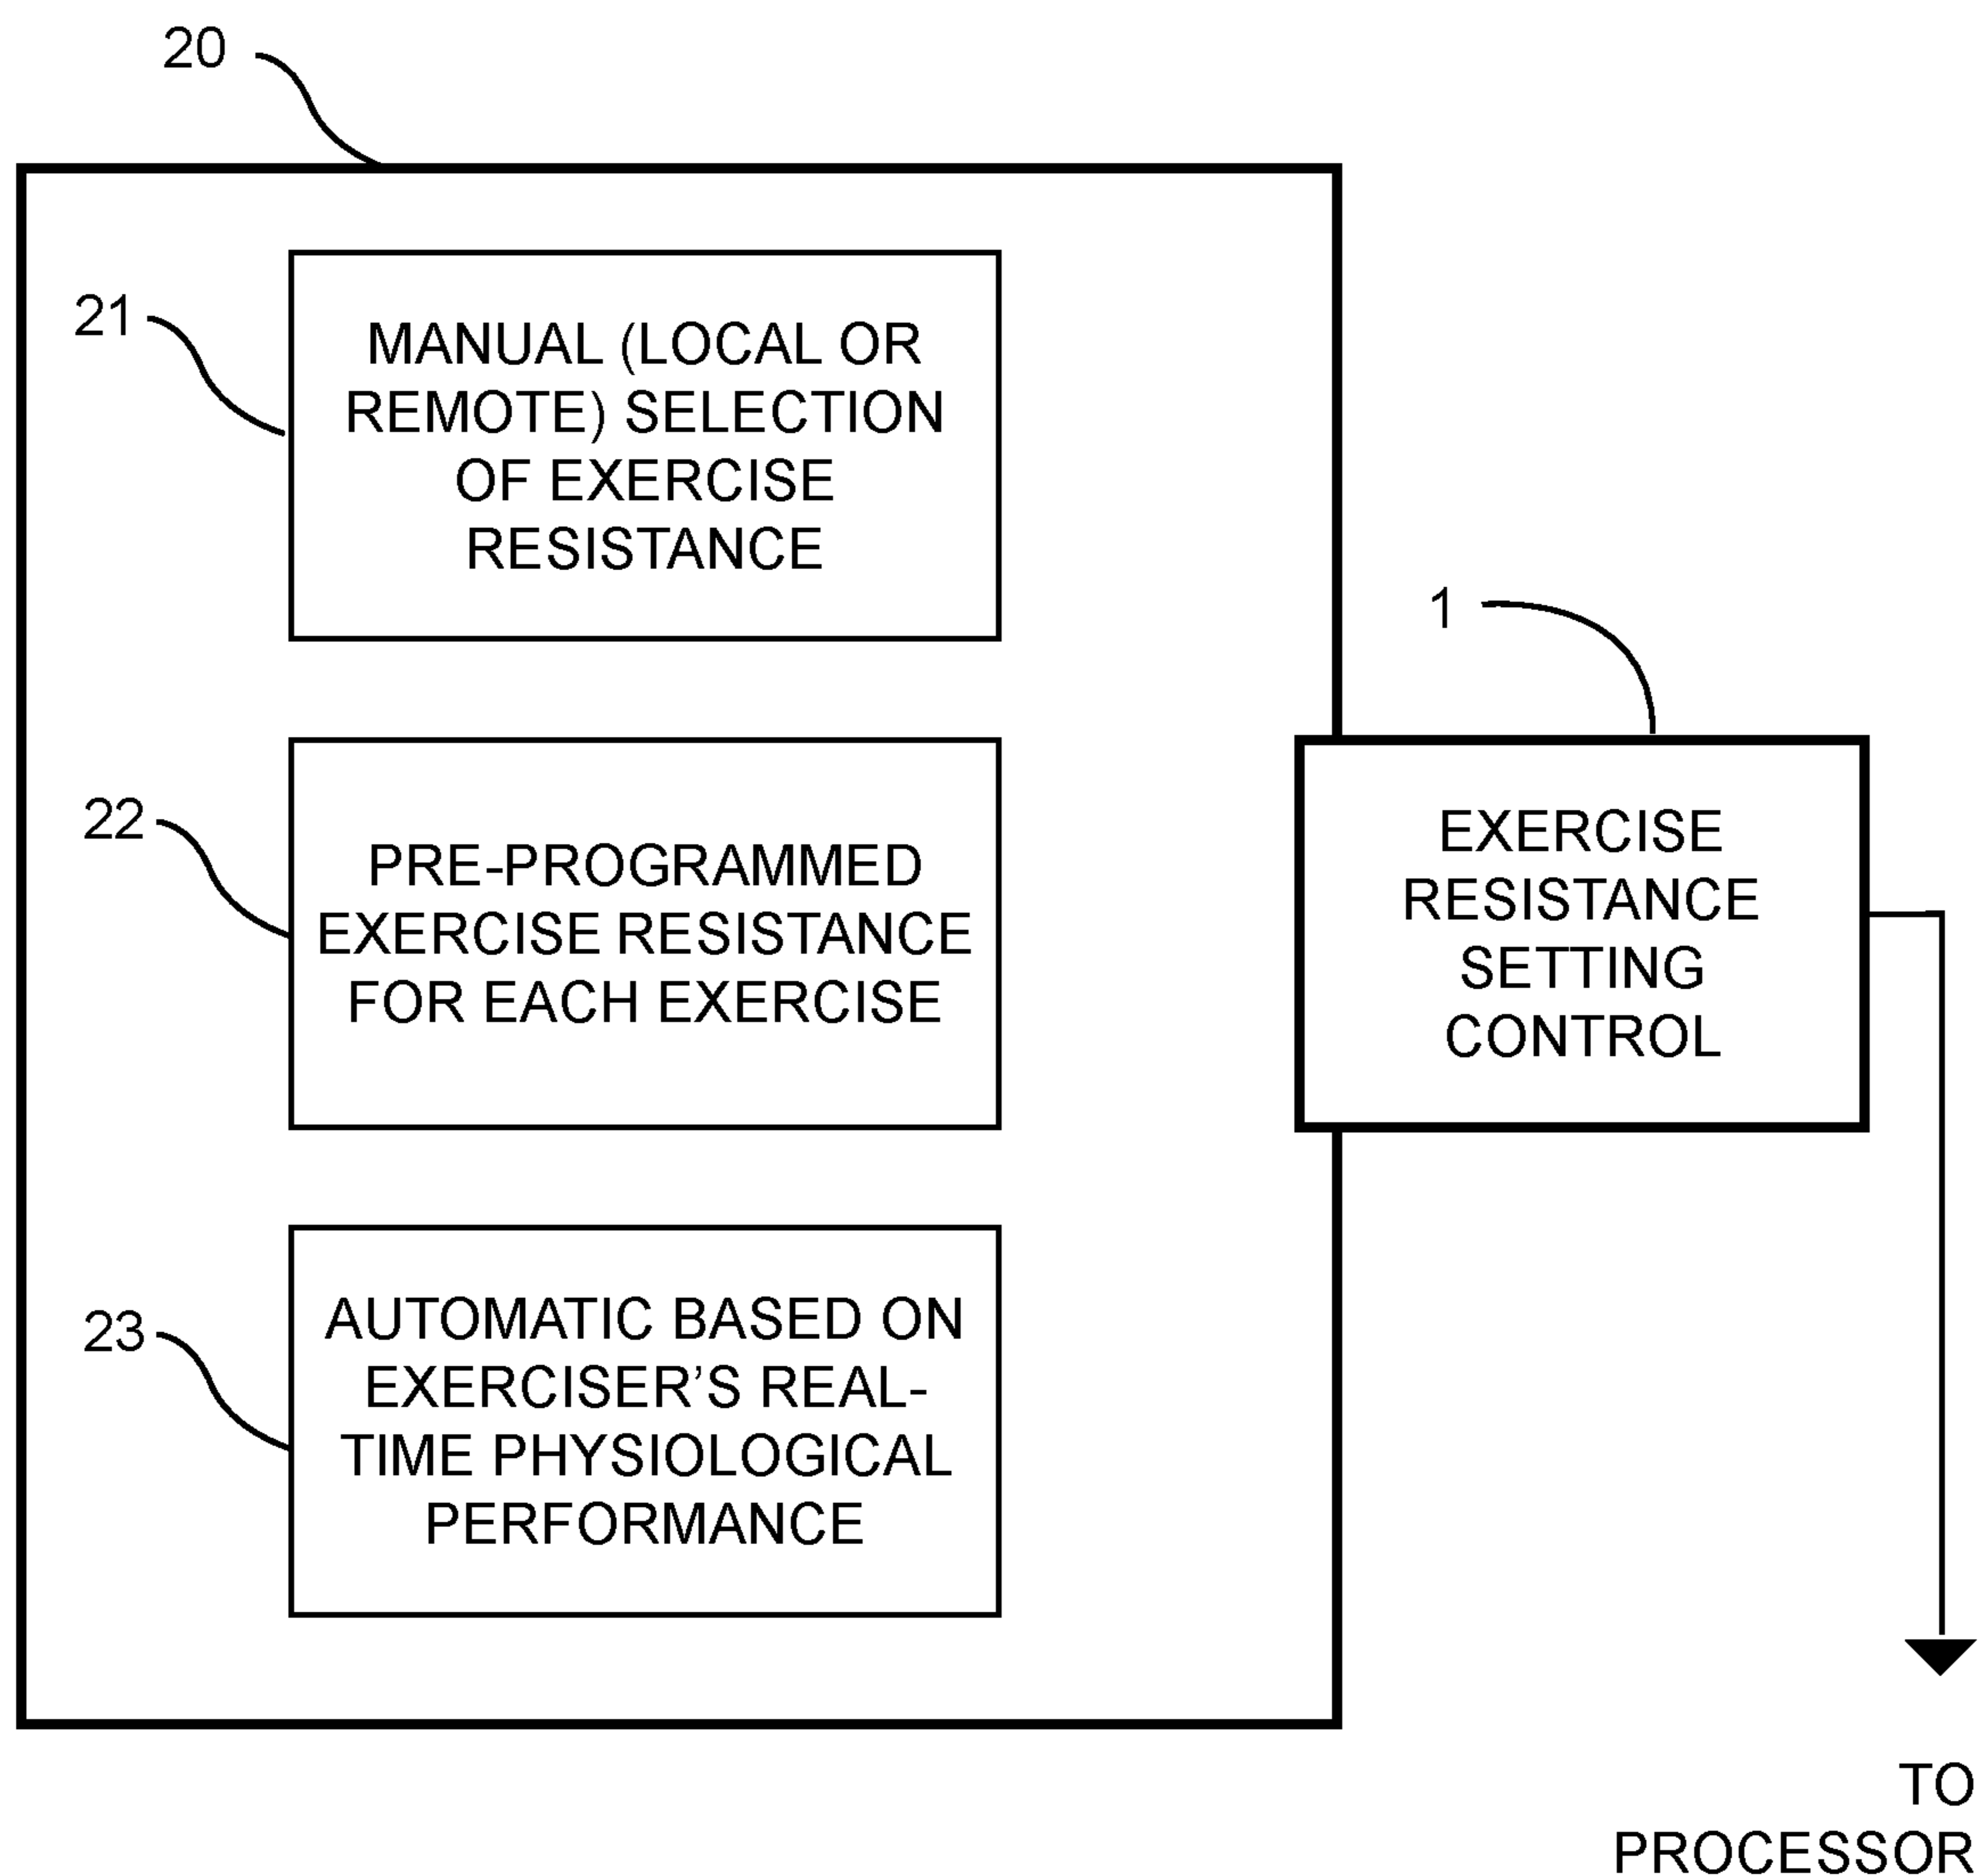 20
21
MANUAL (LOCAL OR
REMOTE) SELECTION
OF EXERCISE
RESISTANCE
1
22
PRE-PROGRAMMED
EXERCISE RESISTANCE
FOR EACH EXERCISE
EXERCISE
RESISTANCE
SETTING
CONTROL
23
AUTOMATIC BASED ON
EXERCISER’S REAL-
TIME PHYSIOLOGICAL
PERFORMANCE
TO
PROCESSOR